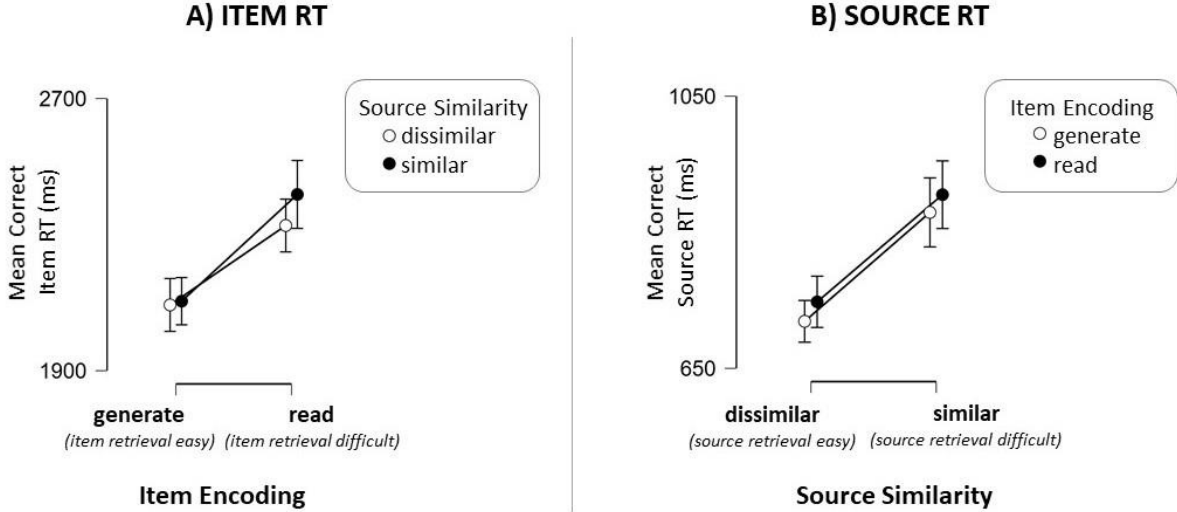 A) ITEM RT
2700
1900
Mean Correct
Item RT (ms)
Source Similarity
dissimilar
similar
generate
(item retrieval easy)
read
(item retrieval difficult)
Item Encoding
B) SOURCE RT
1050
650
Mean Correct
Source RT (ms)
Item Encoding
generate
read
dissimilar
(source retrieval easy)
similar
(source retrieval difficult)
Source Similarity